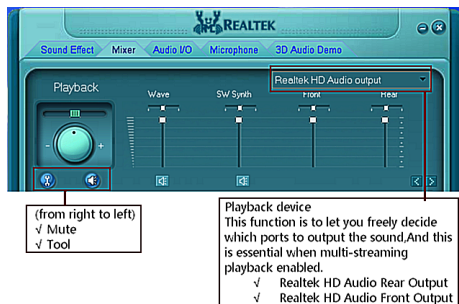 REALTEK
Sound Effect Mixer Audio I/O Microphone 3D Audio Demo
Realtek HD Audio output
Playback
Wave SW Synth Front Rear
- +
(from right to left)
√ Mute
√ Tool
Playback device
This function is to let you freely decide
which ports to output the sound,And this
is essential when multi-streaming
playback enabled.
√ Realtek HD Audio Rear Output
√ Realtek HD Audio Front Output